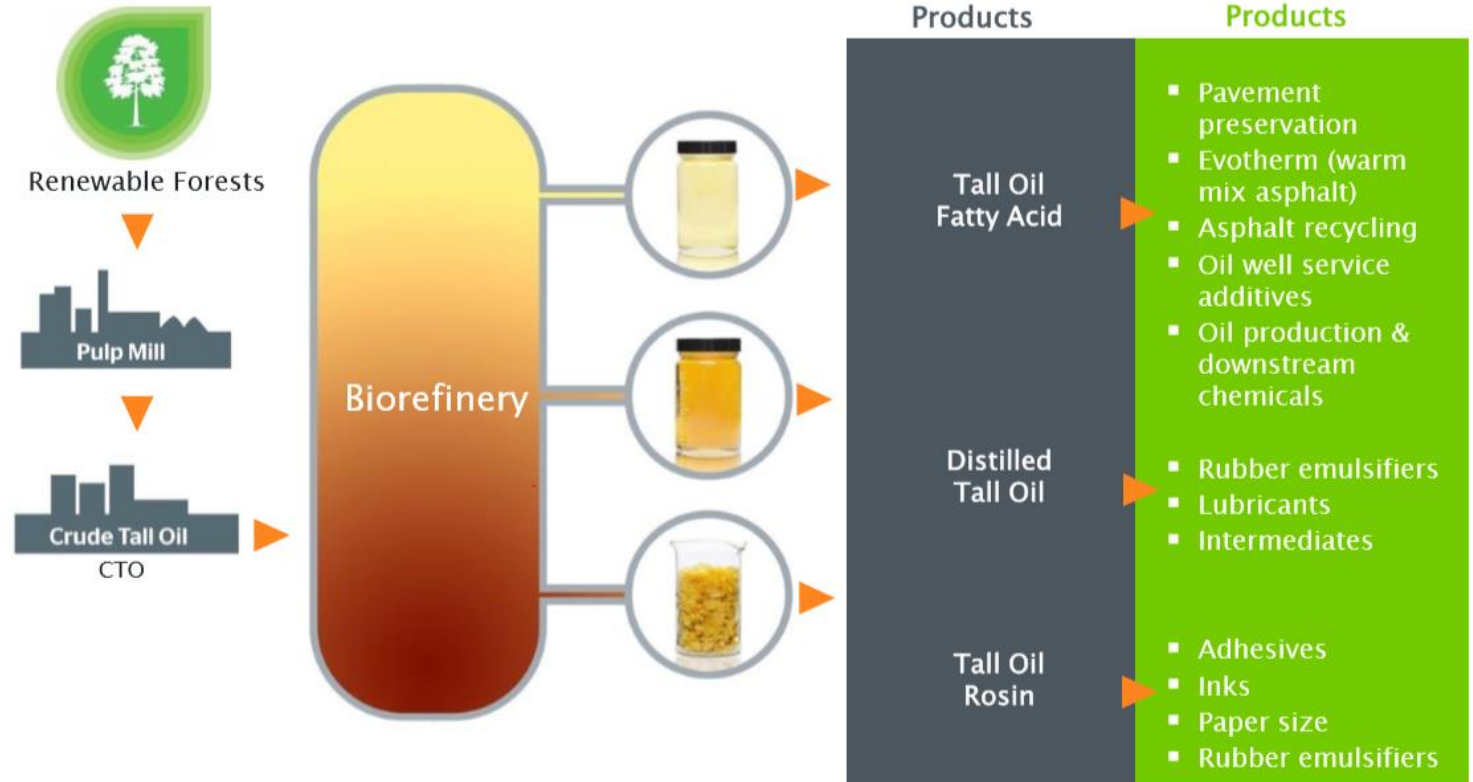 Renewable Forests
Pulp Mill
Crude Tall Oil
CTO
Biorefinery
Products
Tall Oil
Fatty Acid
Distilled
Tall Oil
Tall Oil
Rosin
Products
▪ Pavement
preservation
▪ Evotherm (warm
mix asphalt)
▪ Asphalt recycling
▪ Oil well service
additives
▪ Oil production &
downstream
chemicals
▪ Rubber emulsifiers
▪ Lubricants
▪ Intermediates
▪ Adhesives
▪ Inks
▪ Paper size
▪ Rubber emulsifiers